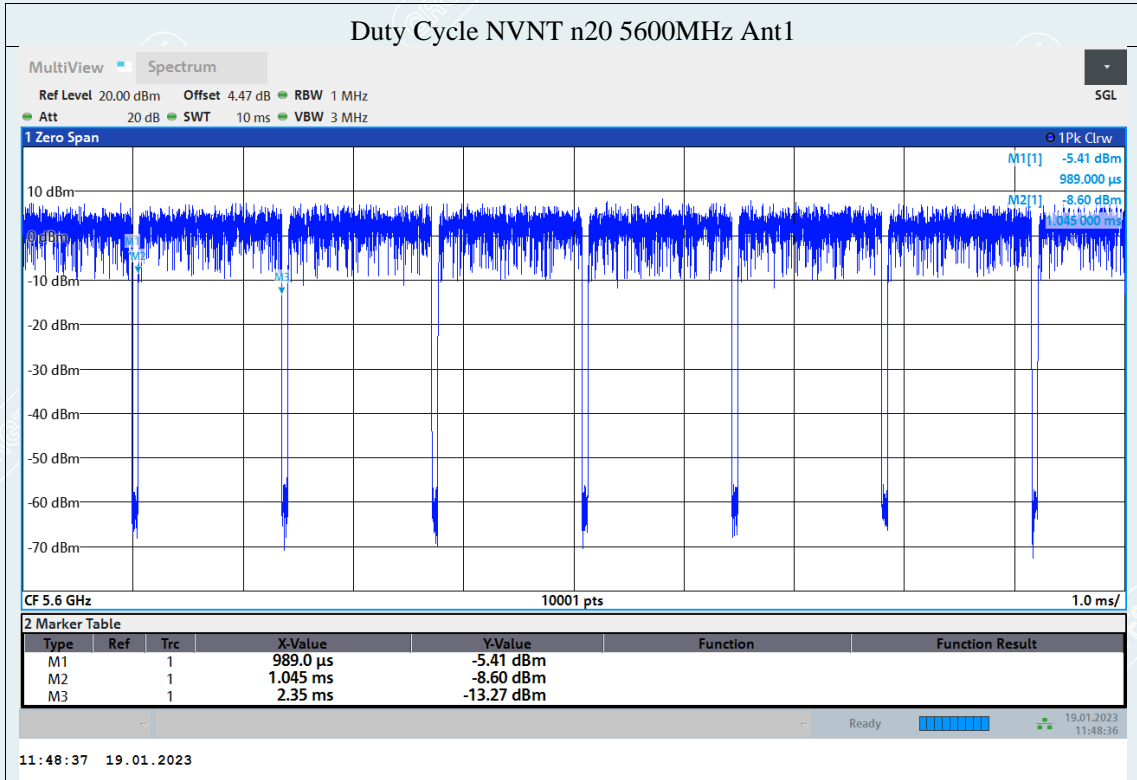 Duty Cycle NVNT n20 5600MHz Ant1
MultiView Spectrum
Ref Level 20.00 dBm Offset 4.47 dB RBW 1 MHz SGL
Att 20 dB SWT 10 ms VBW 3 MHz
1 Zero Span 1Pk Clrw
M1[1] -5.41 dBm
989.000 µs
10 dBm M2[1] -8.60 dBm
1.045000 ms
0 dBm
M1
M2
-10 dBm M3
-20 dBm
-30 dBm
-40 dBm
-50 dBm
-60 dBm
-70 dBm
CF 5.6 GHz 10001 pts 1.0 ms/
2 Marker Table
Type Ref Trc X-Value Y-Value Function Function Result
M1 1 989.0 µs -5.41 dBm
M2 1 1.045 ms -8.60 dBm
M3 1 2.35 ms -13.27 dBm
Ready 19.01.2023
11:48:36
11:48:37 19.01.2023